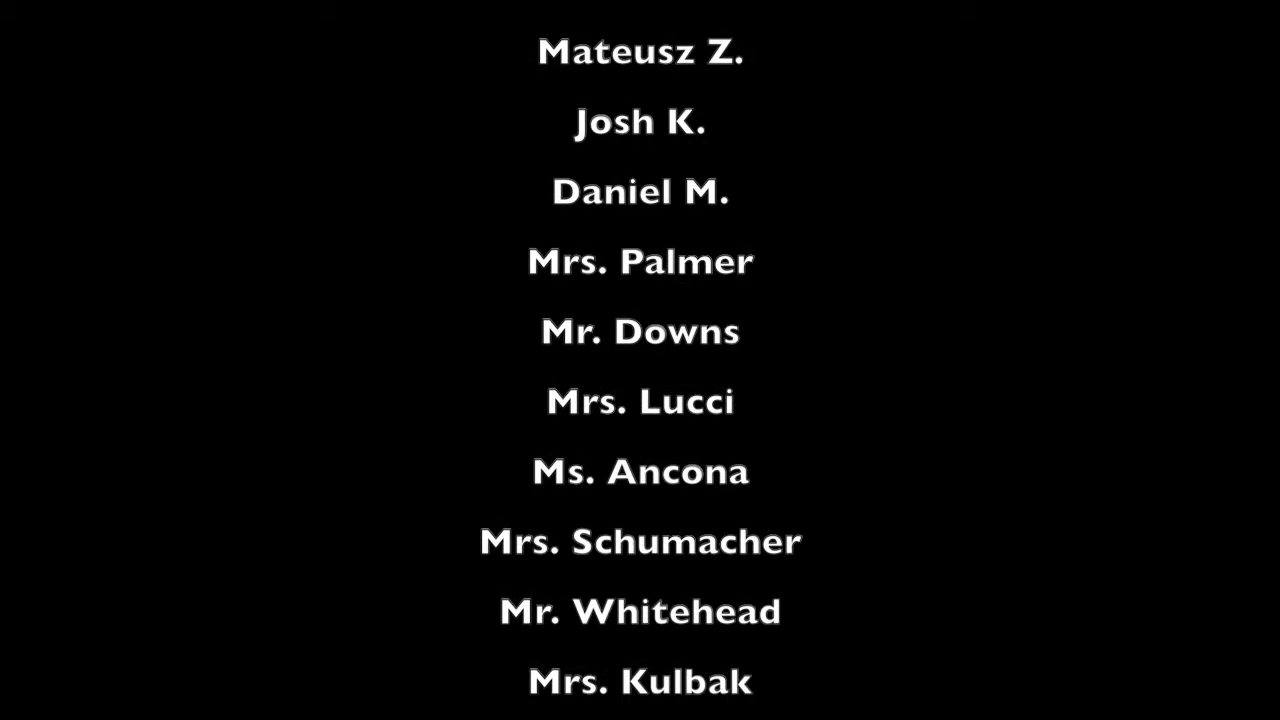 Mateusz Z.
Josh K.
Daniel M.
Mrs. Palmer
Mr. Downs
Mrs. Lucci
Ms. Ancona
Mrs. Schumacher
Mr. Whitehead
Mrs. Kulbak